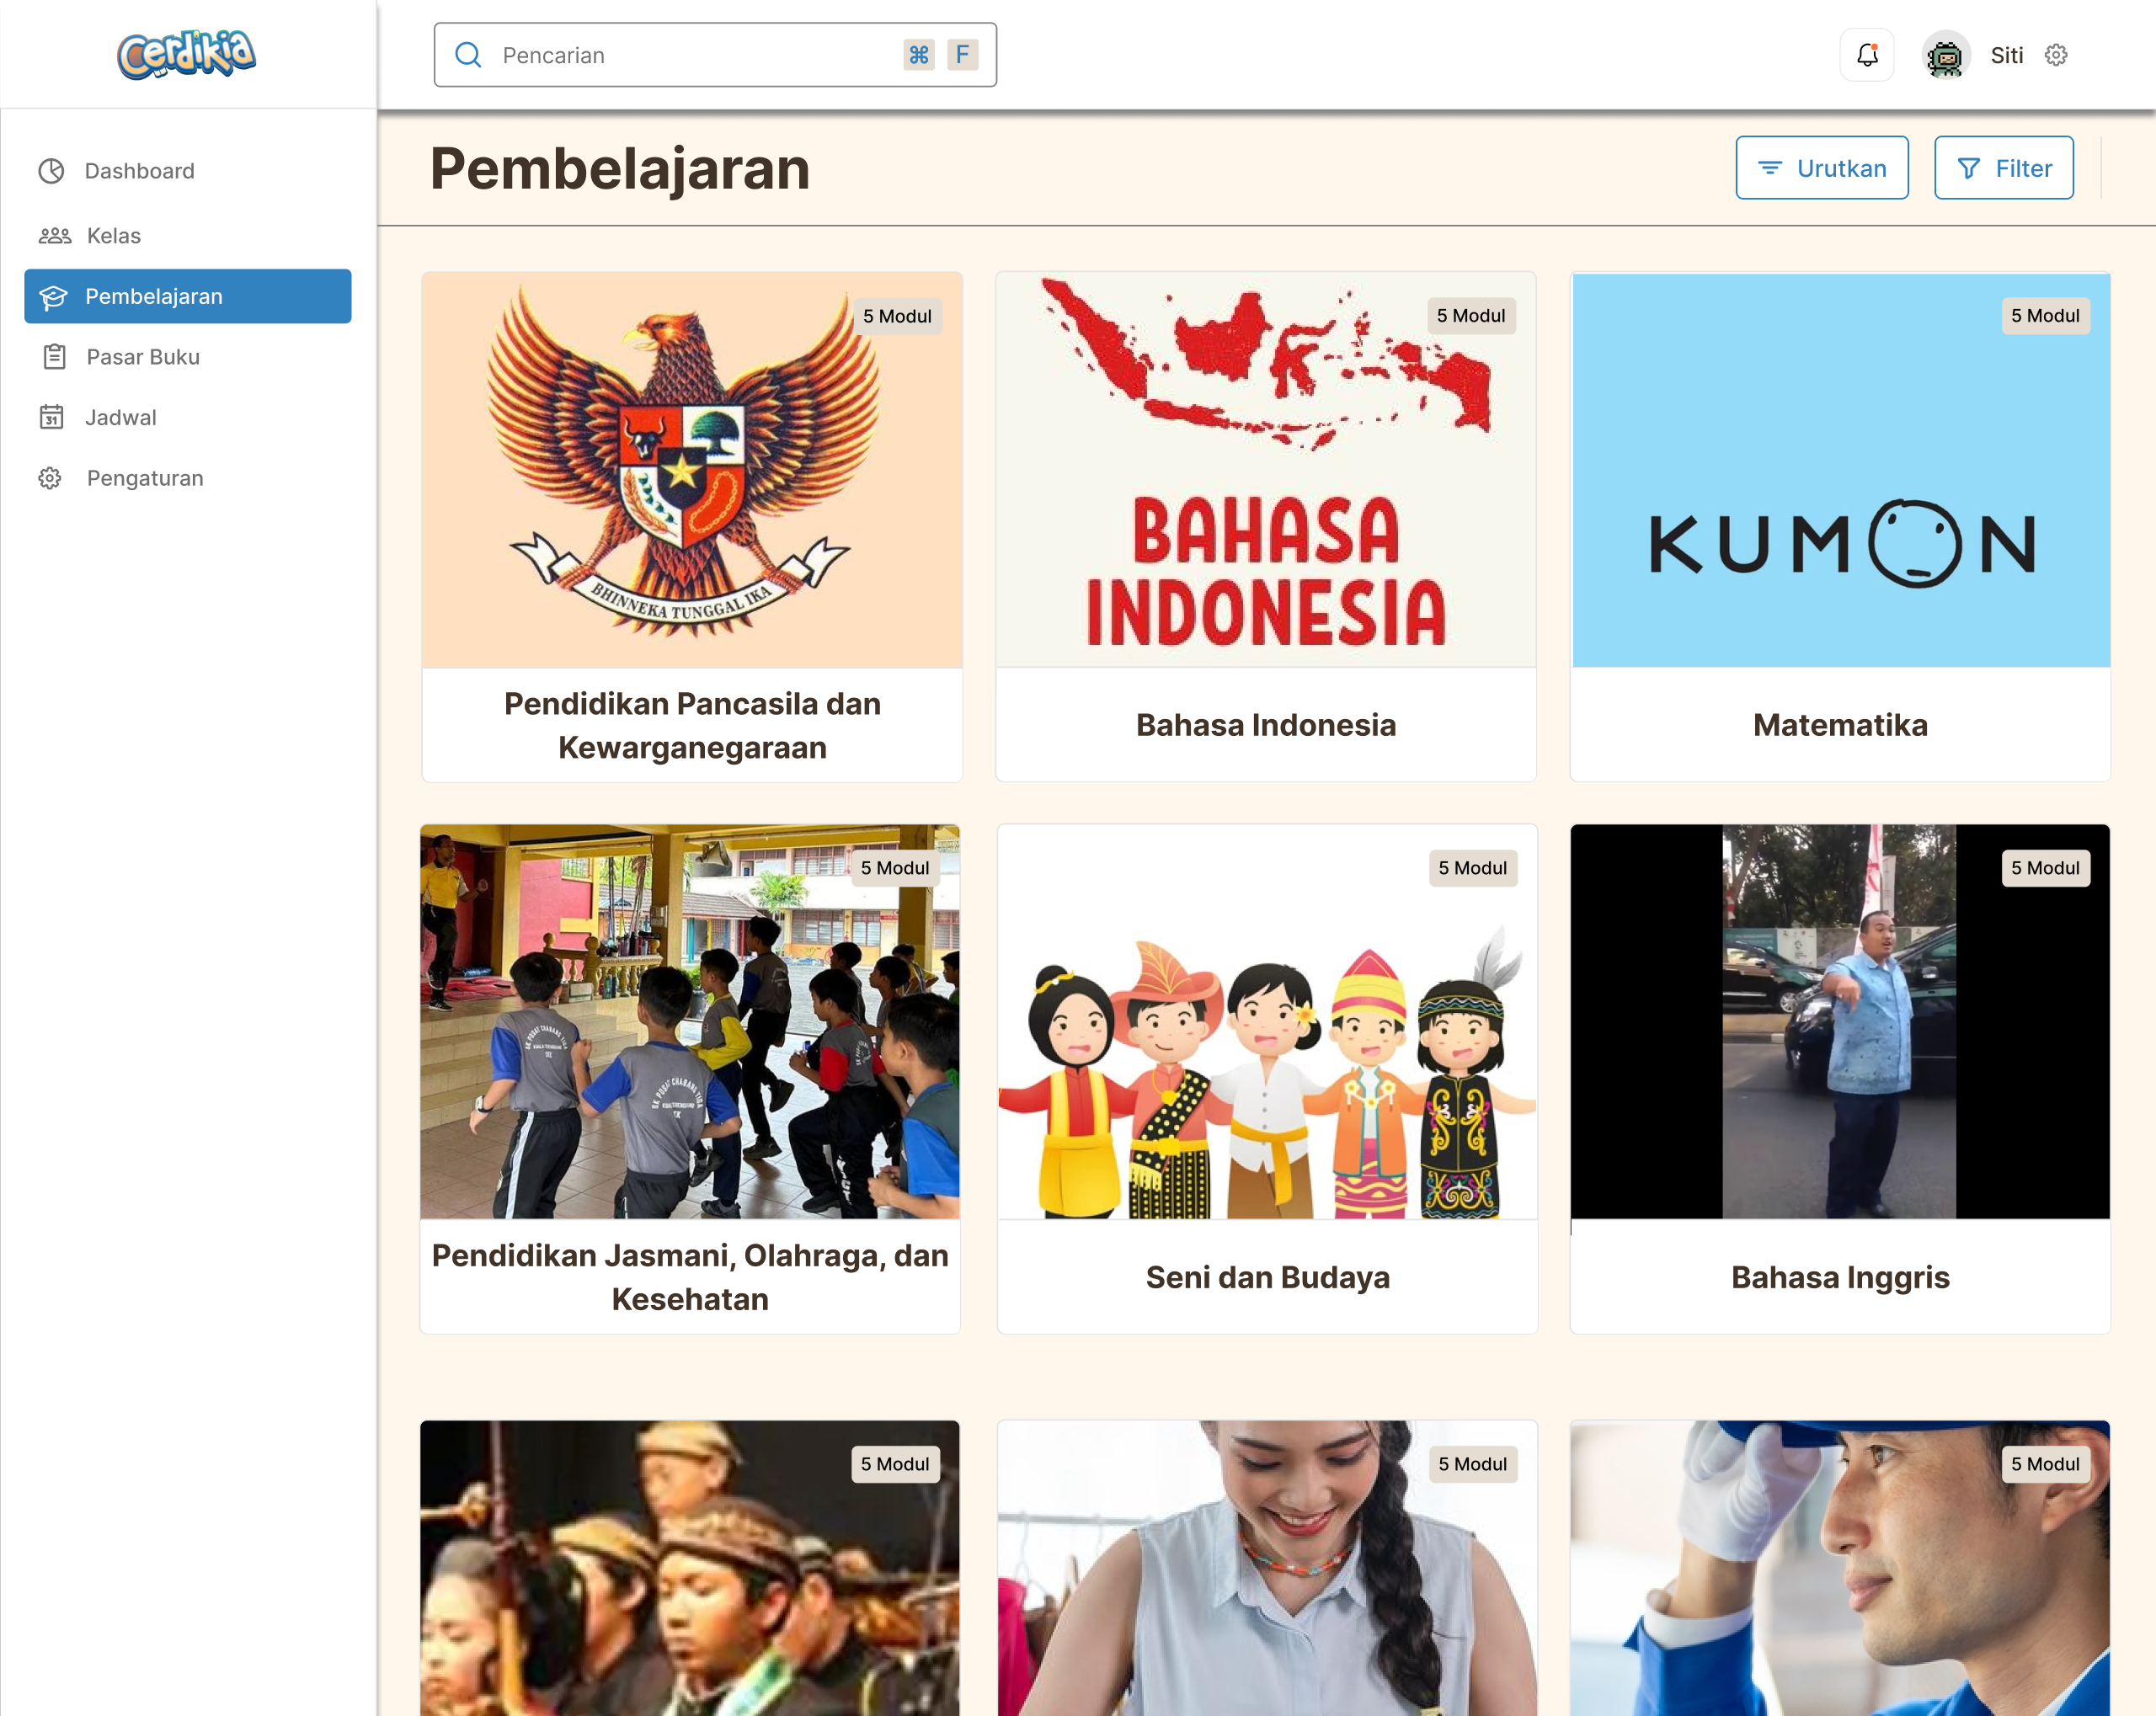 Cerdikia
Pencarian
⌘ F
Siti
Dashboard
Kelas
Pembelajaran
Pasar Buku
31
Jadwal
Pengaturan
Pembelajaran
Urutkan
Filter
5 Modul
BHINNEKA TUNGGAL IKA
Pendidikan Pancasila dan
Kewarganegaraan
5 Modul
BAHASA
INDONESIA
Bahasa Indonesia
5 Modul
KUMON
Matematika
5 Modul
Pendidikan Jasmani, Olahraga, dan
Kesehatan
5 Modul
Seni dan Budaya
5 Modul
Bahasa Inggris
5 Modul
5 Modul
5 Modul